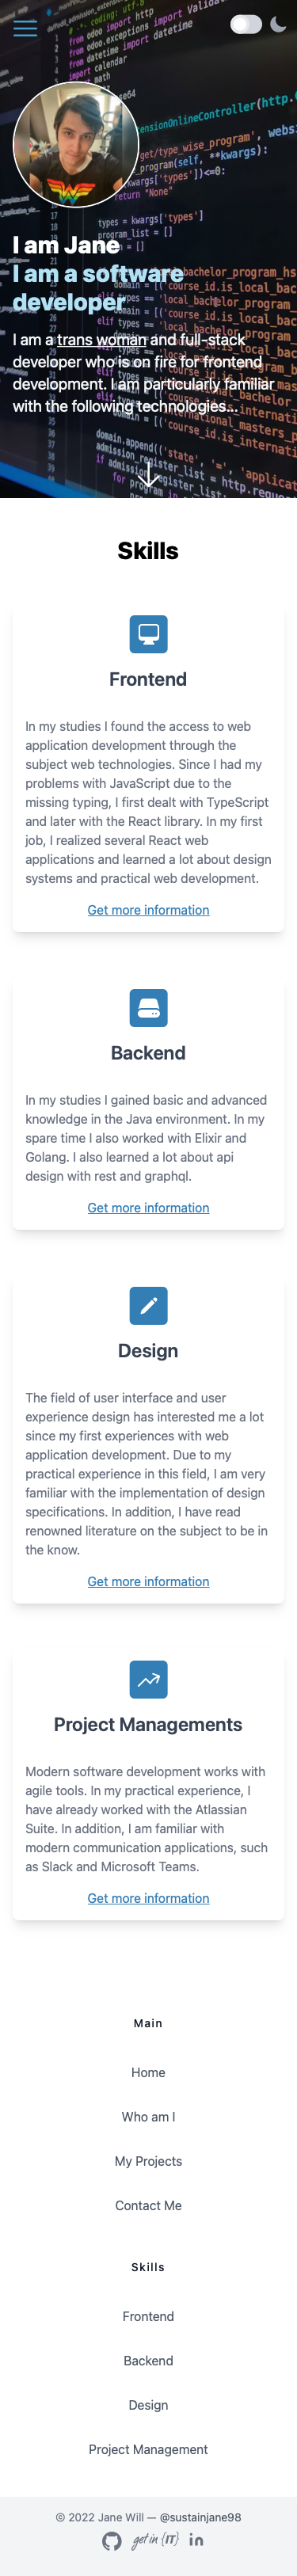 I am Jane
I am a software
developer
I am a trans woman and full-stack
developer who is on fire for frontend
development. I am particularly familiar
with the following technologies...
Skills
Frontend
In my studies I found the access to web
application development through the
subject web technologies. Since I had my
problems with JavaScript due to the
missing typing, I first dealt with TypeScript
and later with the React library. In my first
job, I realized several React web
applications and learned a lot about design
systems and practical web development.
Get more information
Backend
In my studies I gained basic and advanced
knowledge in the Java environment. In my
spare time I also worked with Elixir and
Golang. I also learned a lot about api
design with rest and graphql.
Get more information
Design
The field of user interface and user
experience design has interested me a lot
since my first experiences with web
application development. Due to my
practical experience in this field, I am very
familiar with the implementation of design
specifications. In addition, I have read
renowned literature on the subject to be in
the know.
Get more information
Project Managements
Modern software development works with
agile tools. In my practical experience, I
have already worked with the Atlassian
Suite. In addition, I am familiar with
modern communication applications, such
as Slack and Microsoft Teams.
Get more information
Main
Home
Who am I
My Projects
Contact Me
Skills
Frontend
Backend
Design
Project Management
© 2022 Jane Will — @sustainjane98
get in {IT} in